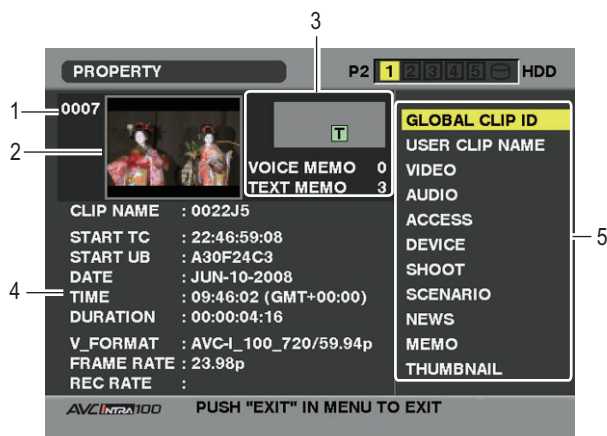 3
PROPERTY
P2 1 2 3 4 5 HDD
1
0007
2
T
VOICE MEMO 0
TEXT MEMO 3
CLIP NAME : 0022J5
START TC : 22:46:59:08
START UB : A30F24C3
DATE : JUN-10-2008
4
TIME : 09:46:02 (GMT+00:00)
DURATION : 00:00:04:16
V_FORMAT : AVC-I_100_720/59.94p
FRAME RATE : 23.98p
REC RATE :
GLOBAL CLIP ID
USER CLIP NAME
VIDEO
AUDIO
ACCESS
DEVICE
5
SHOOT
SCENARIO
NEWS
MEMO
THUMBNAIL
AVC INTRA 100 PUSH "EXIT" IN MENU TO EXIT